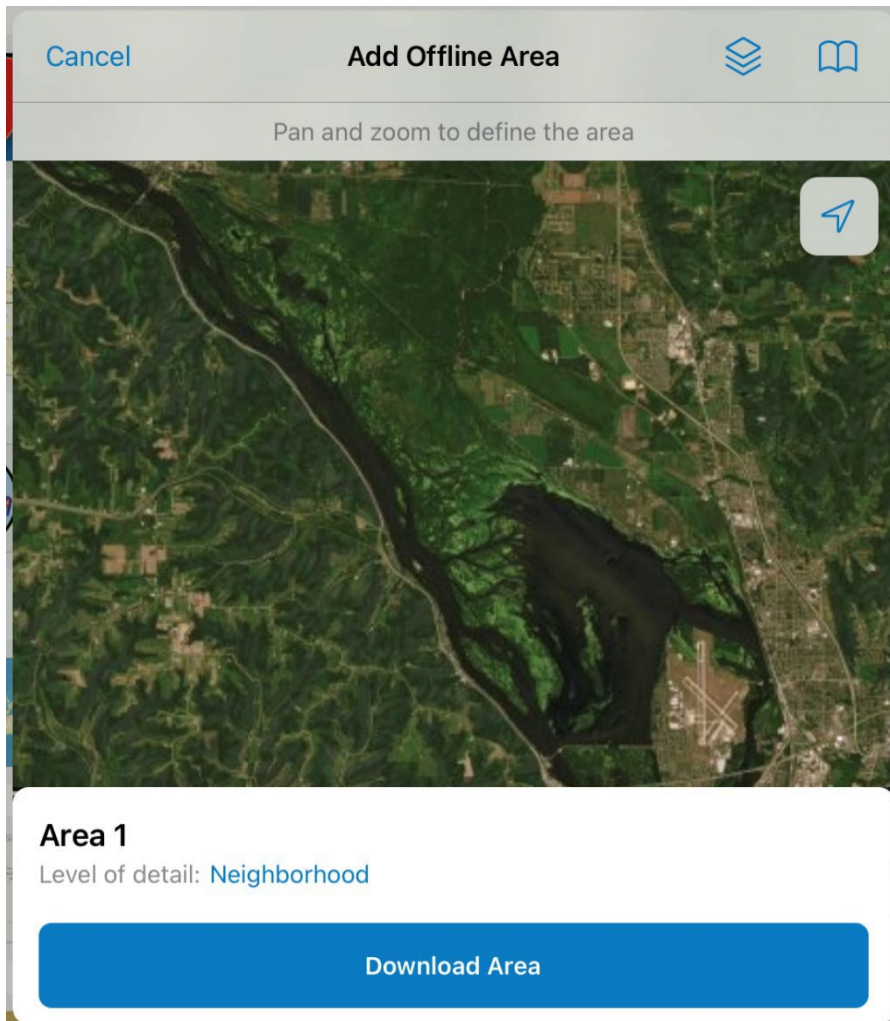 Cancel
Add Offline Area
Pan and zoom to define the area
Area 1
Level of detail: Neighborhood
Download Area